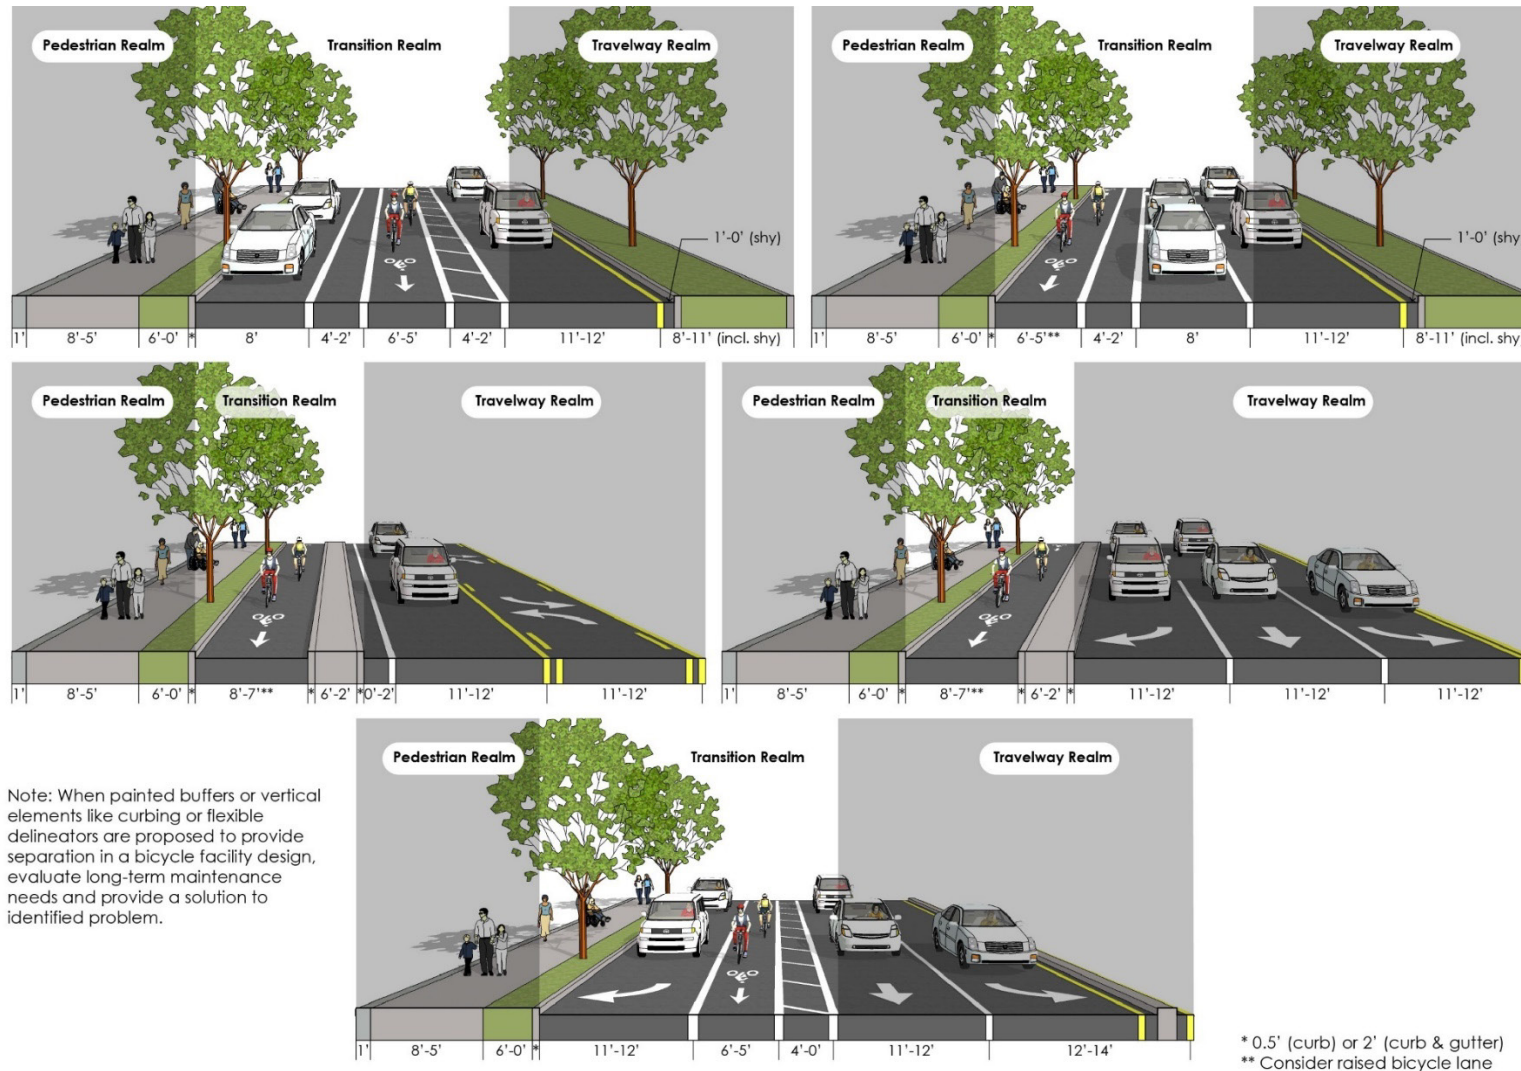 Pedestrian Realm Transition Realm Travelway Realm
1'-0' (shy)
1' 8'-5' 6'-0' * 8' 4'-2' 6'-5' 4'-2' 11'-12' 8'-11' (incl. shy)
Pedestrian Realm Transition Realm Travelway Realm
1'-0' (shy)
1' 8'-5' 6'-0' * 6'-5'** 4'-2' 8' 11'-12' 8'-11' (incl. shy)
Pedestrian Realm Transition Realm Travelway Realm
1' 8'-5' 6'-0' * 8'-7'** * 6'-2' * 0'-2' 11'-12' 11'-12'
Pedestrian Realm Transition Realm Travelway Realm
1' 8'-5' 6'-0' * 8'-7'** * 6'-2' * 11'-12' 11'-12' 11'-12'
Pedestrian Realm Transition Realm Travelway Realm
1' 8'-5' 6'-0' * 11'-12' 6'-5' 4'-0' 11'-12' 12'-14'
Note: When painted buffers or vertical
elements like curbing or flexible
delineators are proposed to provide
separation in a bicycle facility design,
evaluate long-term maintenance
needs and provide a solution to
identified problem.
* 0.5' (curb) or 2' (curb & gutter)
** Consider raised bicycle lane